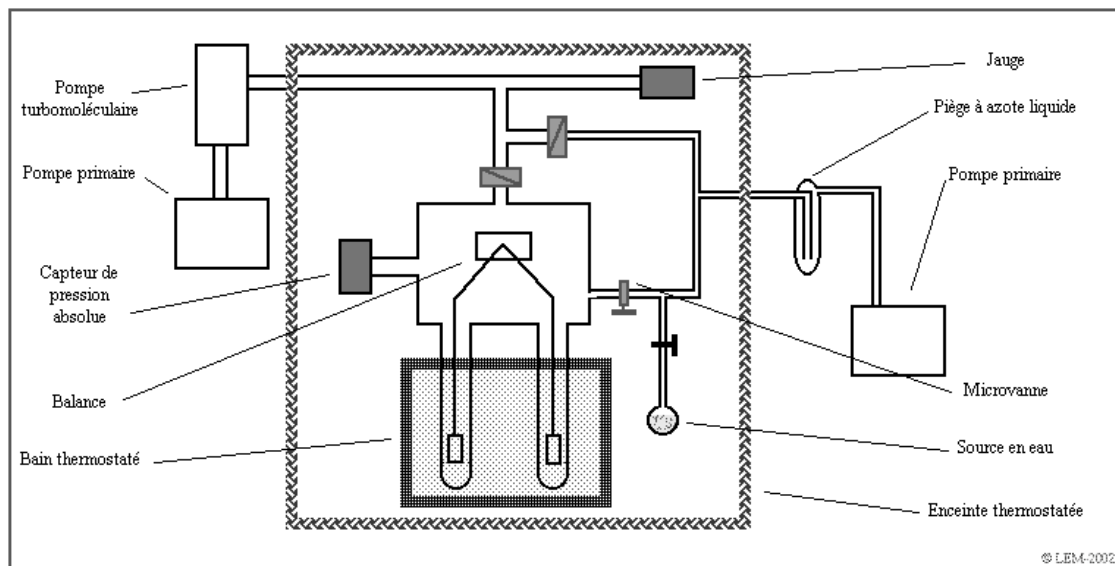 Pompe
turbomoléculaire
Pompe primaire
Capteur de
pression
absolue
Balance
Bain thermostaté
Jauge
Piège à azote liquide
Pompe primaire
Microvanne
Source en eau
Enceinte thermostatée
© LEM-2002